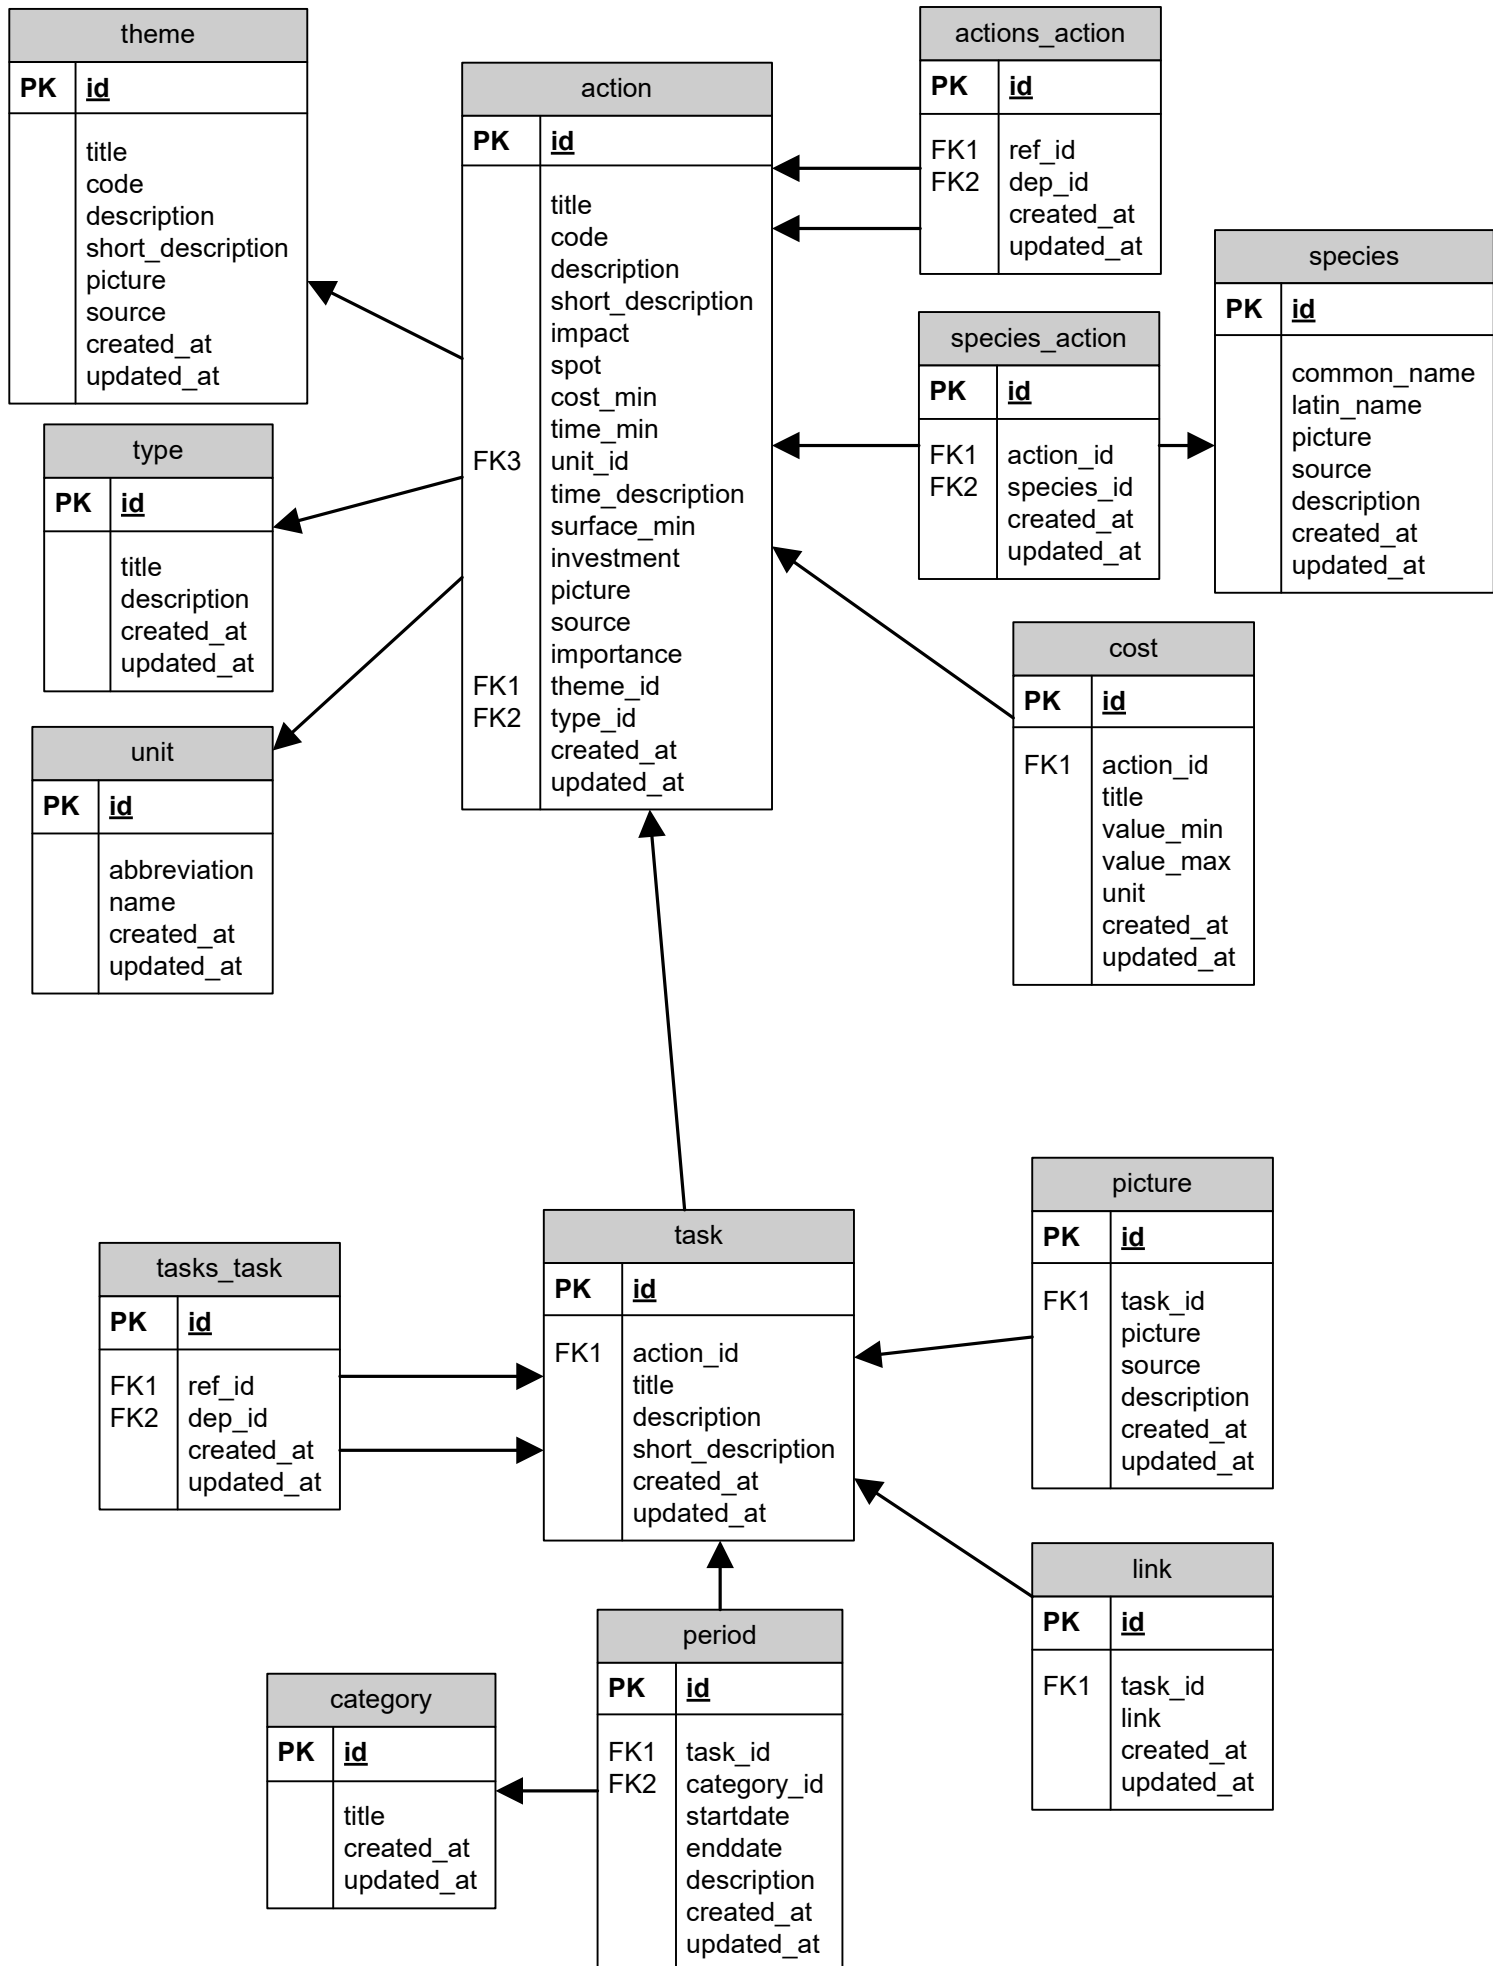 theme
PK id
title
code
description
short_description
picture
source
created_at
updated_at
type
PK id
title
description
created_at
updated_at
unit
PK id
abbreviation
name
created_at
updated_at
action
PK id
title
code
description
short_description
impact
spot
cost_min
time_min
FK3 unit_id
time_description
surface_min
investment
picture
source
importance
FK1 theme_id
FK2 type_id
created_at
updated_at
actions_action
PK id
FK1 ref_id
FK2 dep_id
created_at
updated_at
species_action
PK id
FK1 action_id
FK2 species_id
created_at
updated_at
species
PK id
common_name
latin_name
picture
source
description
created_at
updated_at
cost
PK id
FK1 action_id
title
value_min
value_max
unit
created_at
updated_at
tasks_task
PK id
FK1 ref_id
FK2 dep_id
created_at
updated_at
task
PK id
FK1 action_id
title
description
short_description
created_at
updated_at
picture
PK id
FK1 task_id
picture
source
description
created_at
updated_at
link
PK id
FK1 task_id
link
created_at
updated_at
category
PK id
title
created_at
updated_at
period
PK id
FK1 task_id
FK2 category_id
startdate
enddate
description
created_at
updated_at